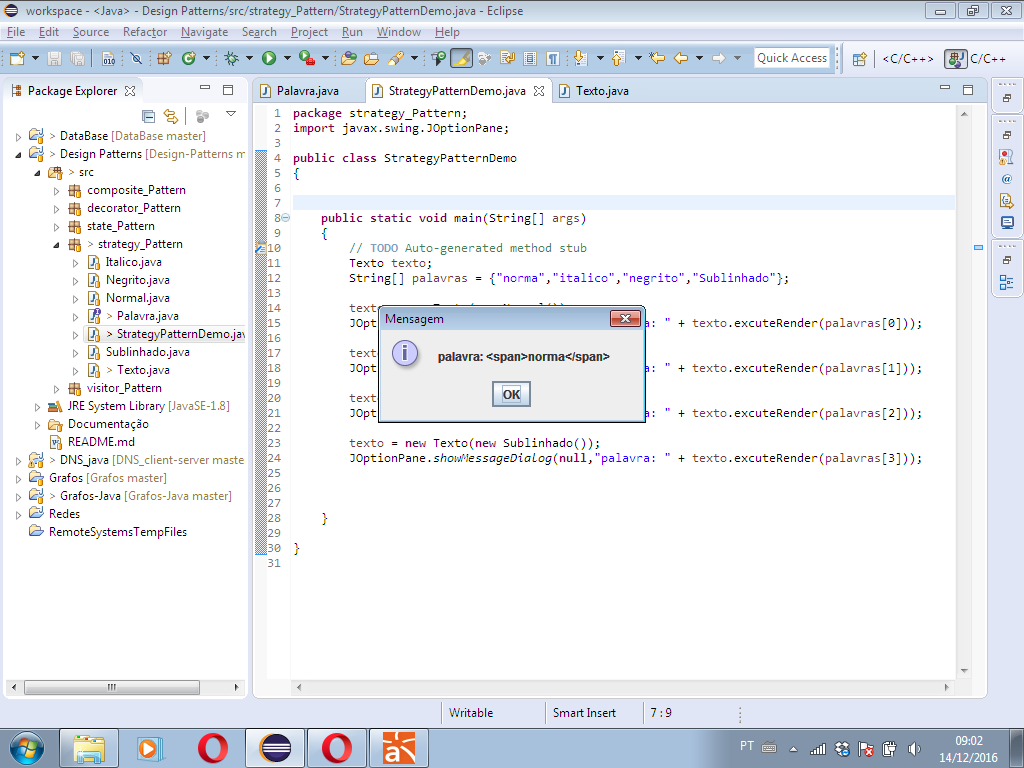 workspace - <Java> - Design Patterns/src/strategy_Pattern/StrategyPatternDemo.java - Eclipse
File Edit Source Refactor Navigate Search Project Run Window Help
Quick Access
<C/C++>
C/C++
Package Explorer
> DataBase [DataBase master]
> Design Patterns [Design-Patterns m
> src
composite_Pattern
decorator_Pattern
state_Pattern
> strategy_Pattern
Italico.java
Negrito.java
Normal.java
> Palavra.java
> StrategyPatternDemo.jav
Sublinhado.java
> Texto.java
visitor_Pattern
JRE System Library [JavaSE-1.8]
Documentação
README.md
> DNS_java [DNS_client-server maste
Grafos [Grafos master]
> Grafos-Java [Grafos-Java master]
Redes
RemoteSystemsTempFiles
Palavra.java
StrategyPatternDemo.java
Texto.java
1 package strategy_Pattern;
2 import javax.swing.JOptionPane;
3
4 public class StrategyPatternDemo
5 {
6
7
8 public static void main(String[] args)
9 {
10 // TODO Auto-generated method stub
11 Texto texto;
12 String[] palavras = {"norma","italico","negrito","Sublinhado"};
13
14 text
15 JOpt a: " + texto.excuteRender(palavras[0]));
16
17 text
18 JOpt a: " + texto.excuteRender(palavras[1]));
19
20 text
21 JOpt a: " + texto.excuteRender(palavras[2]));
22
23 texto = new Texto(new Sublinhado());
24 JOptionPane.showMessageDialog(null,"palavra: " + texto.excuteRender(palavras[3]));
25
26
27
28 }
29
30 }
31
Mensagem
palavra: <span>norma</span>
OK
Writable
Smart Insert
7 : 9
PT
09:02
14/12/2016